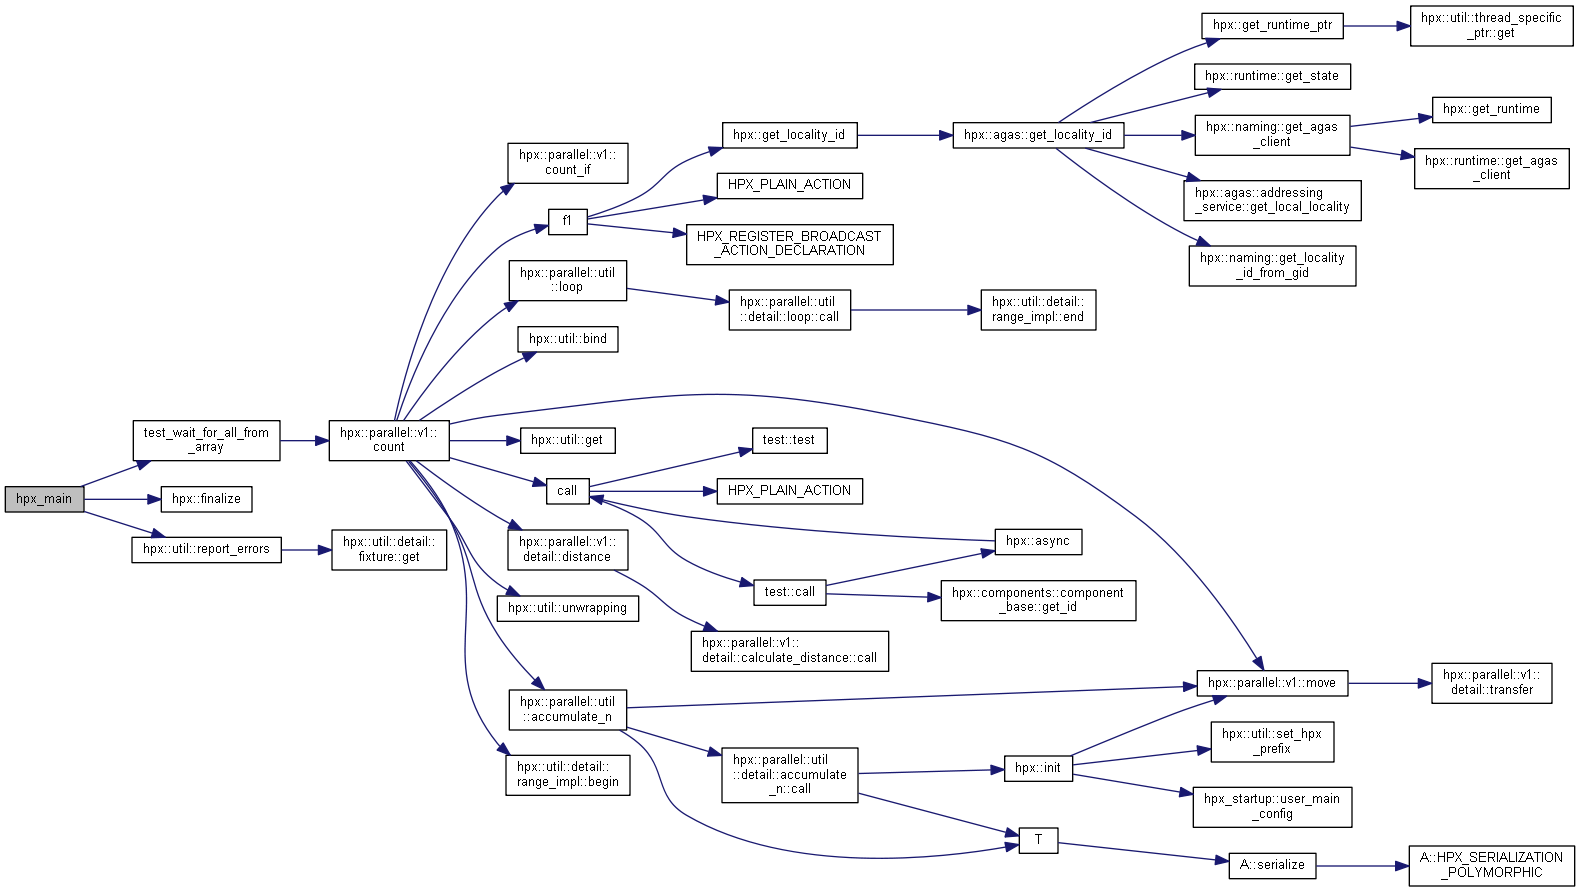 hpx_main
test_wait_for_all_from
_array
hpx::finalize
hpx::util::report_errors
hpx::parallel::v1::
count
hpx::util::detail::
fixture::get
hpx::parallel::v1::
count_if
f1
hpx::parallel::util
::loop
hpx::util::bind
hpx::util::get
call
hpx::parallel::v1::
detail::distance
hpx::util::unwrapping
hpx::parallel::util
::accumulate_n
hpx::util::detail::
range_impl::begin
hpx::get_locality_id
HPX_PLAIN_ACTION
HPX_REGISTER_BROADCAST
_ACTION_DECLARATION
hpx::parallel::util
::detail::loop::call
test::test
HPX_PLAIN_ACTION
test::call
hpx::parallel::v1::
detail::calculate_distance::call
hpx::parallel::util
::detail::accumulate
_n::call
hpx::agas::get_locality_id
hpx::util::detail::
range_impl::end
hpx::async
hpx::components::component
_base::get_id
hpx::init
T
hpx::get_runtime_ptr
hpx::runtime::get_state
hpx::naming::get_agas
_client
hpx::agas::addressing
_service::get_local_locality
hpx::naming::get_locality
_id_from_gid
hpx::parallel::v1::move
hpx::util::set_hpx
_prefix
hpx_startup::user_main
_config
A::serialize
hpx::util::thread_specific
_ptr::get
hpx::get_runtime
hpx::runtime::get_agas
_client
hpx::parallel::v1::
detail::transfer
A::HPX_SERIALIZATION
_POLYMORPHIC